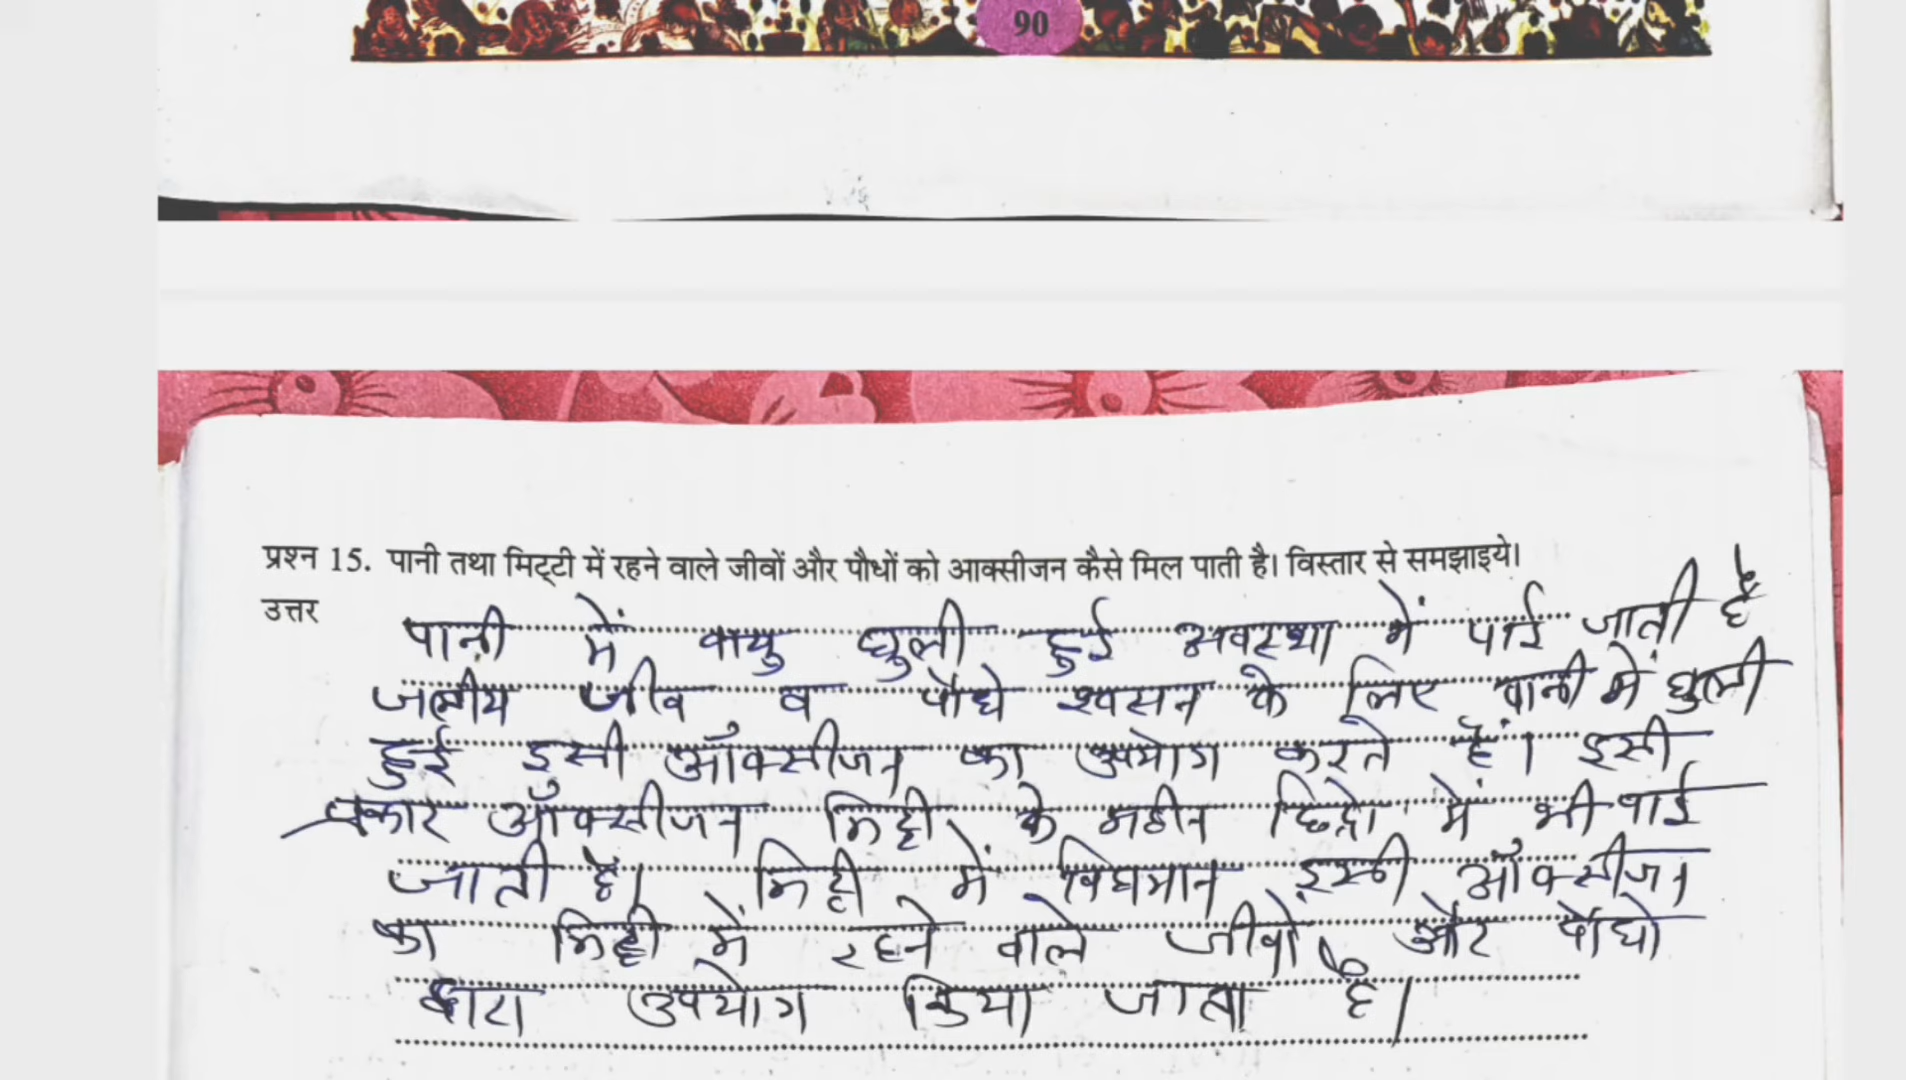 90
प्रश्न 15. पानी तथा मिट्टी में रहने वाले जीवों और पौधों को आक्सीजन कैसे मिल पाती है। विस्तार से समझाइये।
उत्तर
पानी में वायु घुली हुई अवस्था में पाई जाती है
जलीय जीव व पौधे श्वसन के लिए पानी में घुली
हुई इसी ऑक्सीजन का उपयोग करते हैं। इसी
प्रकार ऑक्सीजन मिट्टी के महीन छिद्रो में भी पाई
जाती है। मिट्टी में विद्यमान इसी ऑक्सीजन
का मिट्टी में रहने वाले जीवो और पौधो
द्वारा उपयोग किया जाता है।